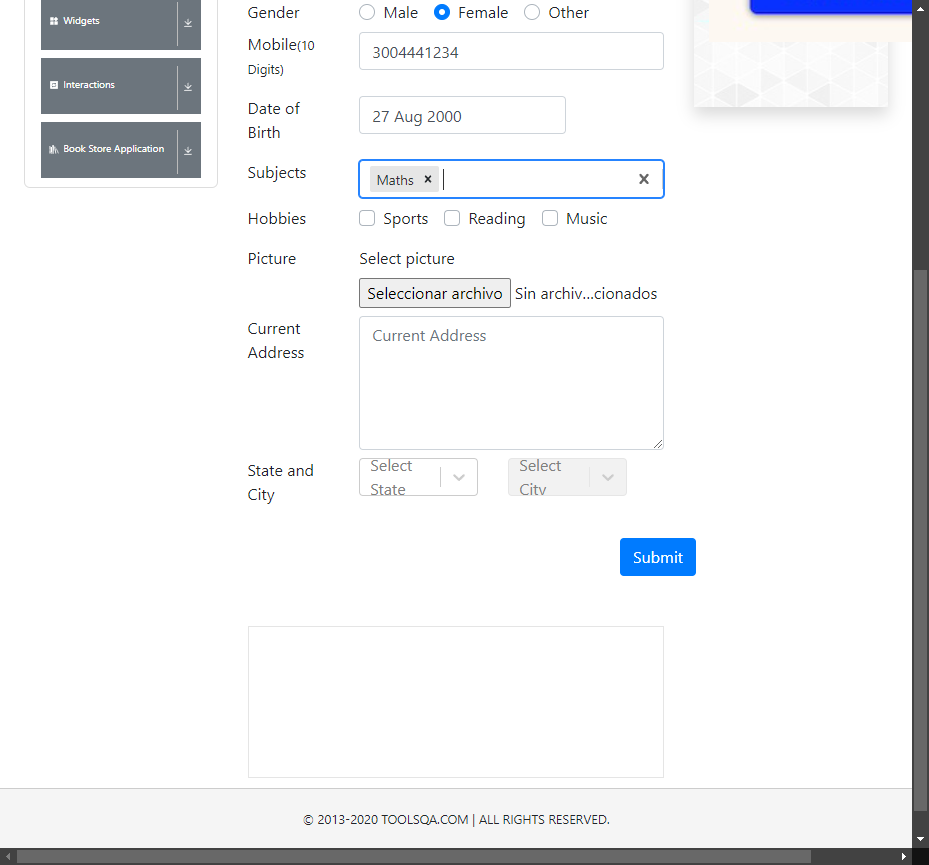 Widgets
Interactions
Book Store Application
Gender
Male
Female
Other
Mobile(10
Digits)
3004441234
Date of
Birth
27 Aug 2000
Subjects
Maths
Hobbies
Sports
Reading
Music
Picture
Select picture
Seleccionar archivo
Sin archiv...cionados
Current
Address
Current Address
State and
City
Select
State
Select
City
Submit
© 2013-2020 TOOLSQA.COM | ALL RIGHTS RESERVED.